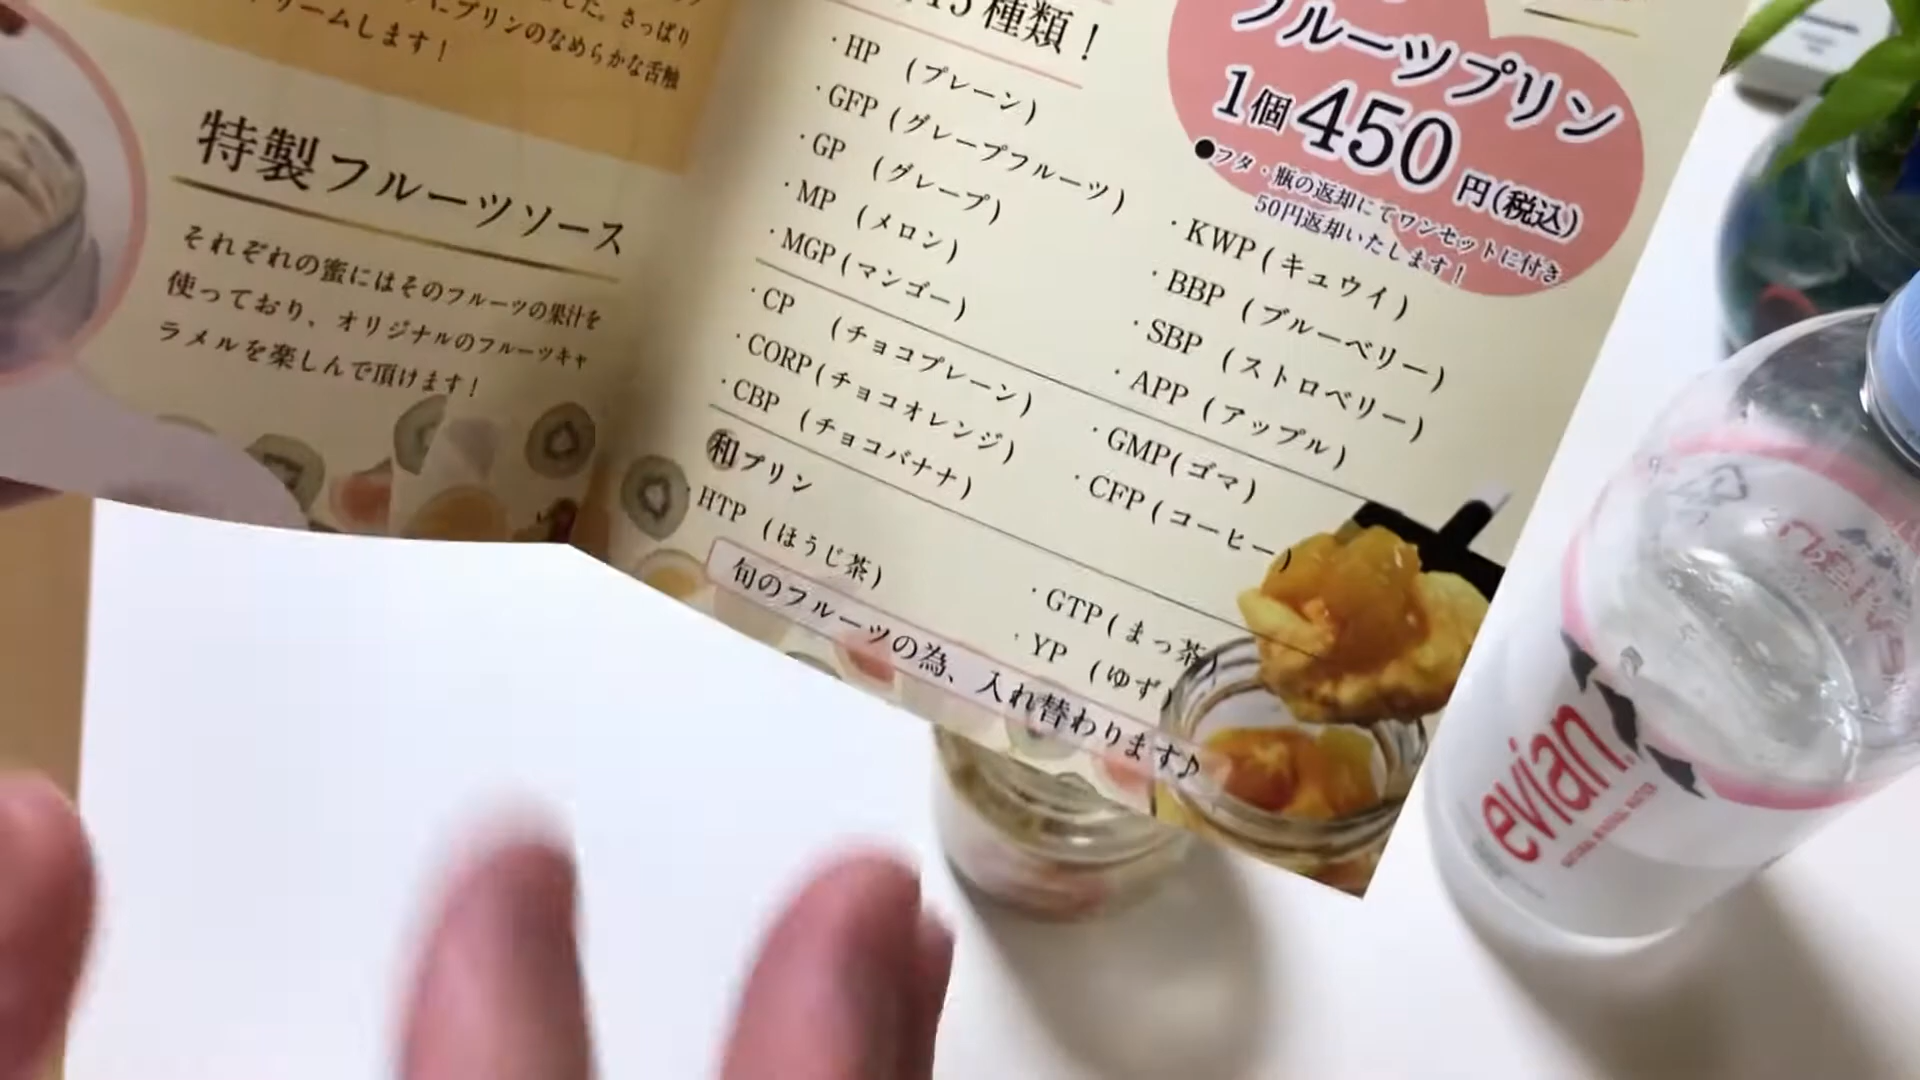 した。さっぱり
にプリンのなめらかな舌触
リームします！
特製フルーツソース
それぞれの蜜にはそのフルーツの果汁を
使っており、オリジナルのフルーツキャ
ラメルを楽しんで頂けます！
15種類！
・HP （プレーン）
・GFP（グレープフルーツ）
・GP （グレープ）
・MP （メロン）
・MGP（マンゴー）
・CP （チョコプレーン）
・CORP（チョコオレンジ）
・CBP （チョコバナナ）
和プリン
・HTP （ほうじ茶）
フルーツプリン
1個450円（税込）
●フタ・瓶の返却にてワンセットに付き
50円返却いたします！
・KWP（キュウイ）
・BBP （ブルーベリー）
・SBP （ストロベリー）
・APP （アップル）
・GMP（ゴマ）
・CFP（コーヒー）
・GTP（まっ茶）
・YP （ゆず）
旬のフルーツの為、入れ替わります♪
evian
NATURAL MINERAL WATER